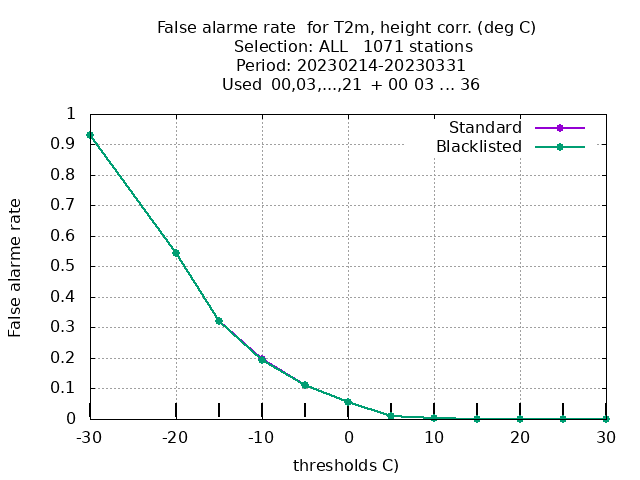 False alarme rate  for T2m, height corr. (deg C)
Selection: ALL   1071 stations
Period: 20230214-20230331
Used  00,03,...,21  + 00 03 ... 36
Standard
Blacklisted
False alarme rate
1
0.9
0.8
0.7
0.6
0.5
0.4
0.3
0.2
0.1
0
-30 -20 -10 0 10 20 30
thresholds C)